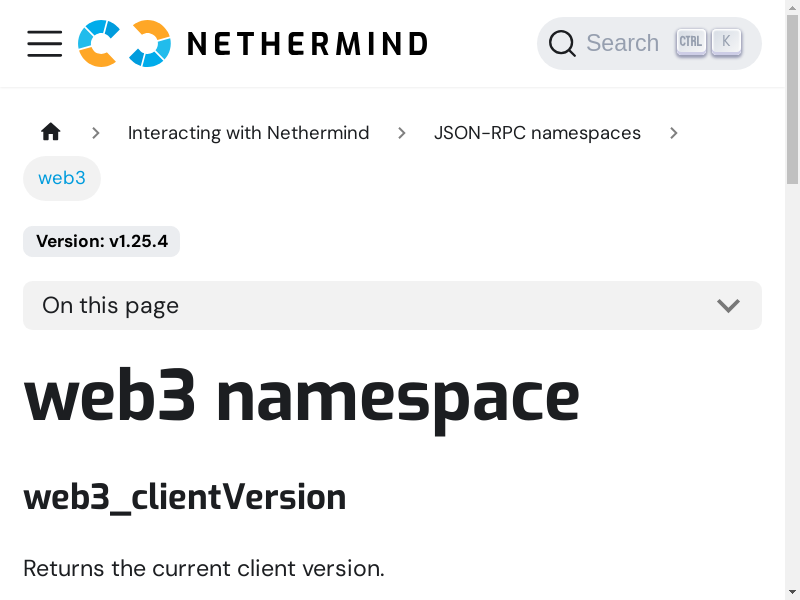 NETHERMIND
Search CTRL K
Interacting with Nethermind JSON-RPC namespaces
web3
Version: v1.25.4
On this page
web3 namespace
web3_clientVersion
Returns the current client version.